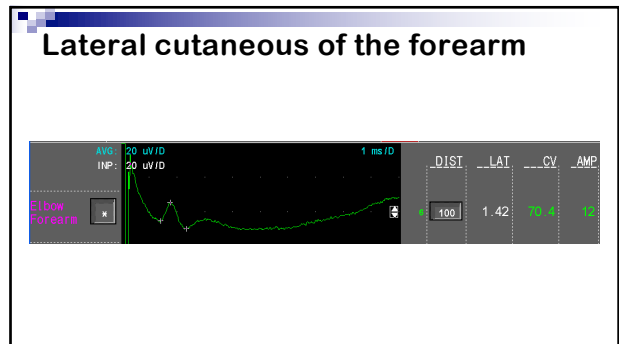 Lateral cutaneous of the forearm
AVG: 20 uV/D 1 ms/D
INP: 20 uV/D
DIST LAT CV AMP
Elbow
Forearm
* 6 100 1.42 70.4 12